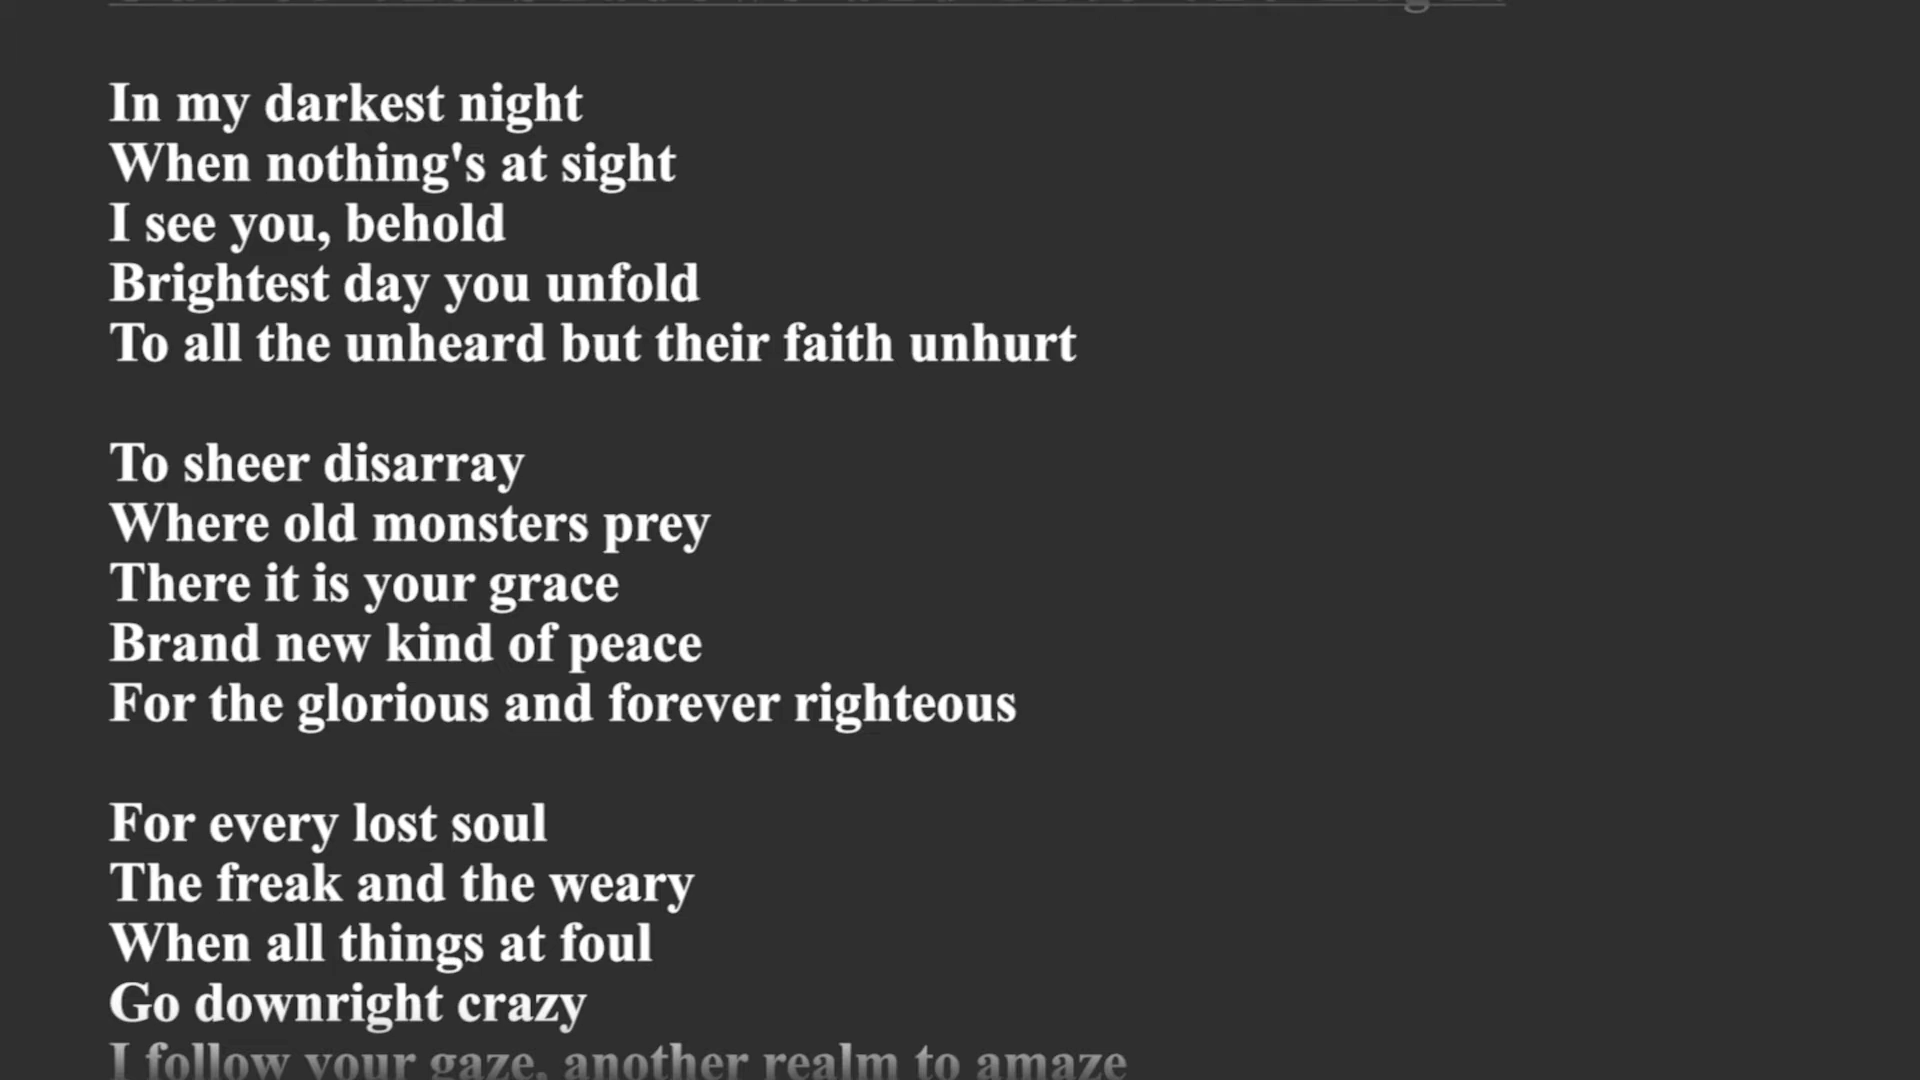 In my darkest night
When nothing's at sight
I see you, behold
Brightest day you unfold
To all the unheard but their faith unhurt
To sheer disarray
Where old monsters prey
There it is your grace
Brand new kind of peace
For the glorious and forever righteous
For every lost soul
The freak and the weary
When all things at foul
Go downright crazy
I follow your gaze, another realm to amaze